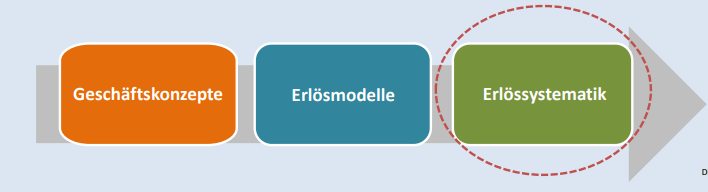 Geschäftskonzepte
Erlösmodelle
Erlössystematik
D